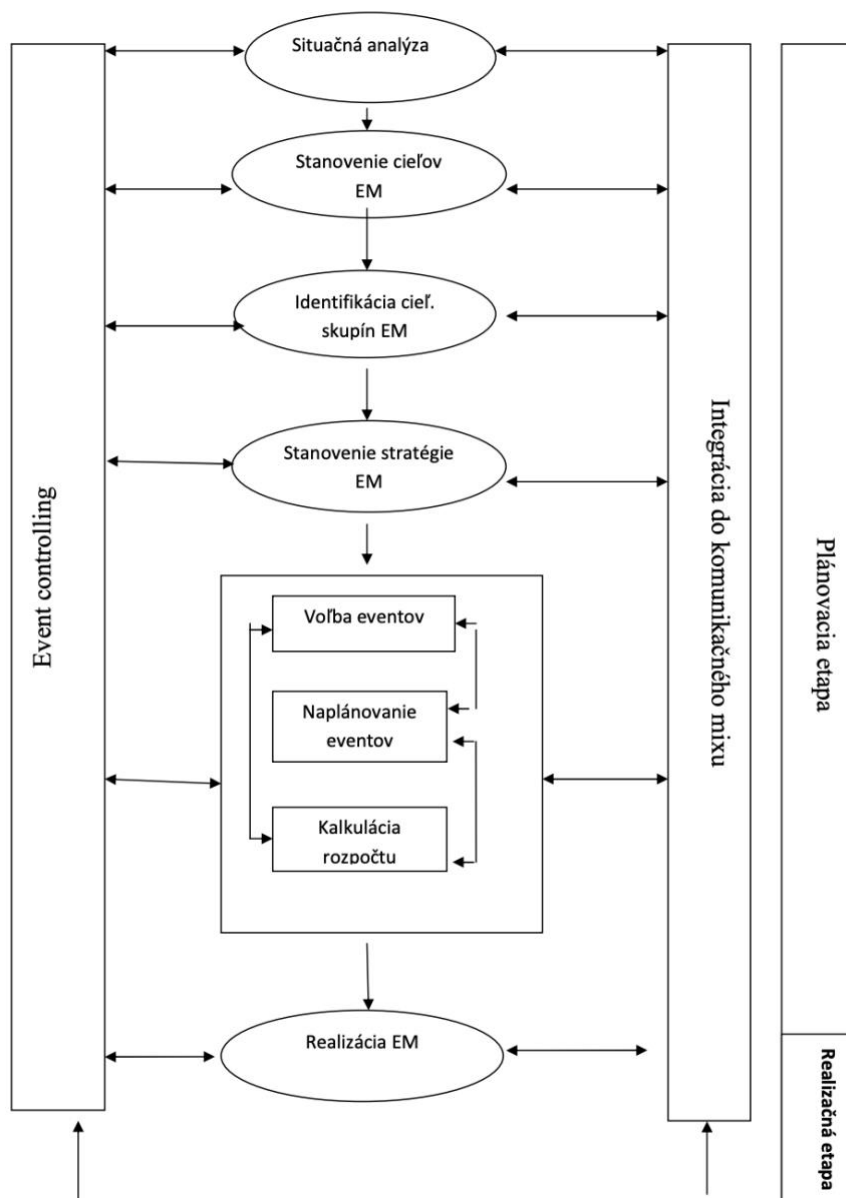 Situačná analýza
Stanovenie cieľov
EM
Identifikácia cieľ.
skupín EM
Stanovenie stratégie
EM
Voľba eventov
Naplánovanie
eventov
Kalkulácia
rozpočtu
Realizácia EM
Event controlling
Integrácia do komunikačného mixu
Plánovacia etapa
Realizačná etapa